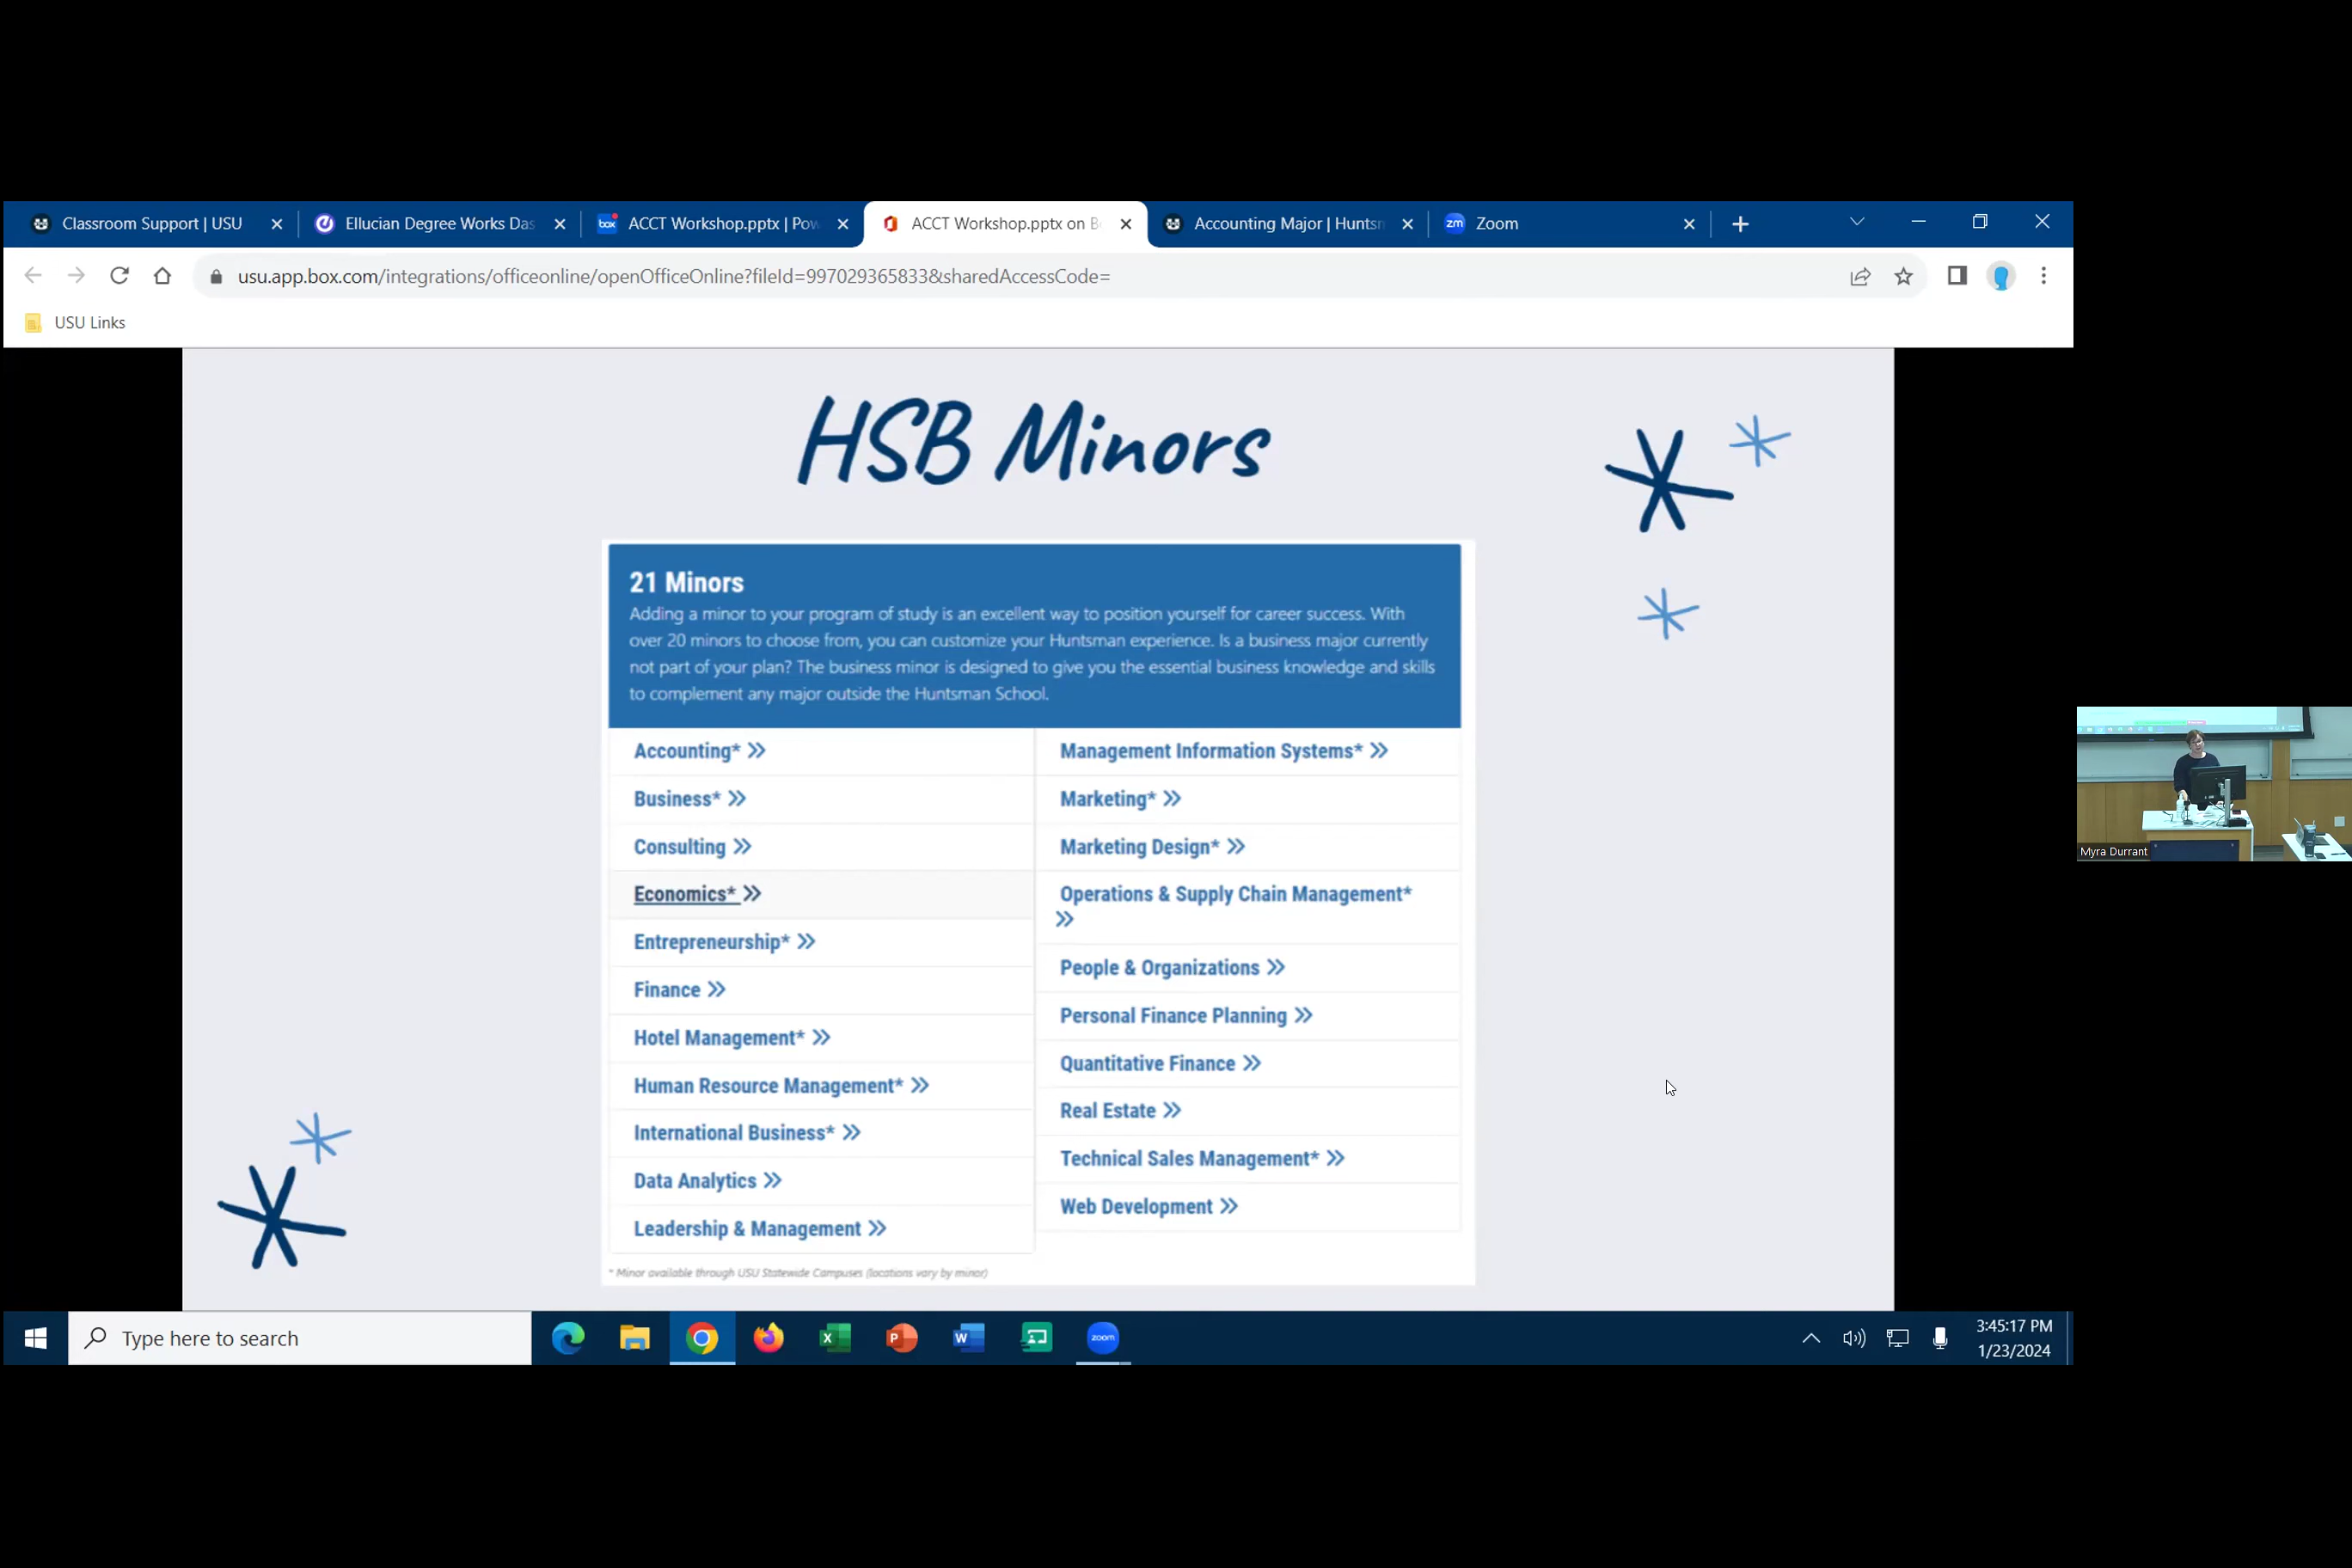 Classroom Support | USU
Ellucian Degree Works Das
ACCT Workshop.pptx | Pow
ACCT Workshop.pptx on B
Accounting Major | Huntsm
zm Zoom
usu.app.box.com/integrations/officeonline/openOfficeOnline?fileId=997029365833&sharedAccessCode=
USU Links
HSB Minors
21 Minors
Adding a minor to your program of study is an excellent way to position yourself for career success. With
over 20 minors to choose from, you can customize your Huntsman experience. Is a business major currently
not part of your plan? The business minor is designed to give you the essential business knowledge and skills
to complement any major outside the Huntsman School.
Accounting* »
Business* »
Consulting »
Economics* »
Entrepreneurship* »
Finance »
Hotel Management* »
Human Resource Management* »
International Business* »
Data Analytics »
Leadership & Management »
Management Information Systems* »
Marketing* »
Marketing Design* »
Operations & Supply Chain Management*
»
People & Organizations »
Personal Finance Planning »
Quantitative Finance »
Real Estate »
Technical Sales Management* »
Web Development »
* Minor available through USU Statewide Campuses (locations vary by minor)
Myra Durrant
Type here to search
zoom
3:45:17 PM
1/23/2024